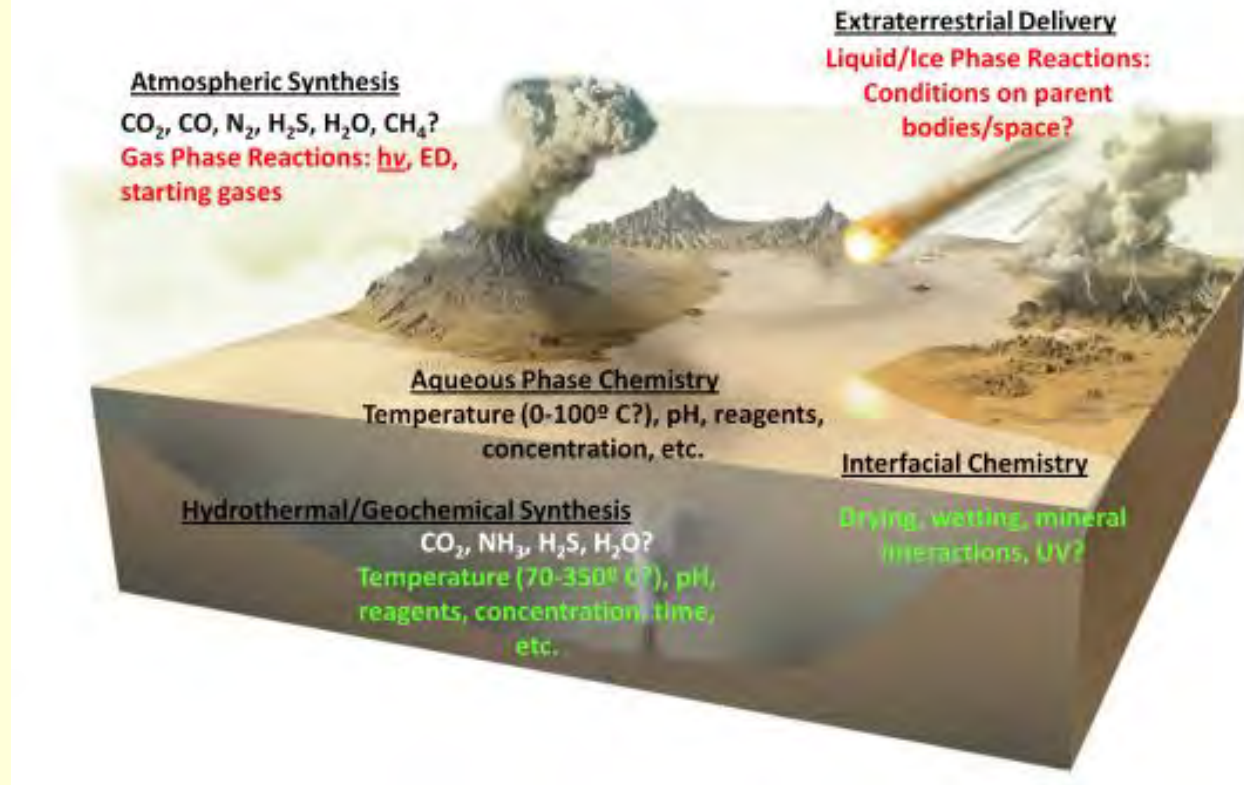 Extraterrestrial Delivery
Liquid/Ice Phase Reactions:
Conditions on parent
bodies/space?
Atmospheric Synthesis
CO₂, CO, N₂, H₂S, H₂O, CH₄?
Gas Phase Reactions: hν, ED,
starting gases
Aqueous Phase Chemistry
Temperature (0-100º C?), pH, reagents,
concentration, etc.
Interfacial Chemistry
Drying, wetting, mineral
interactions, UV?
Hydrothermal/Geochemical Synthesis
CO₂, NH₃, H₂S, H₂O?
Temperature (70-350º C?), pH,
reagents, concentration, time,
etc.